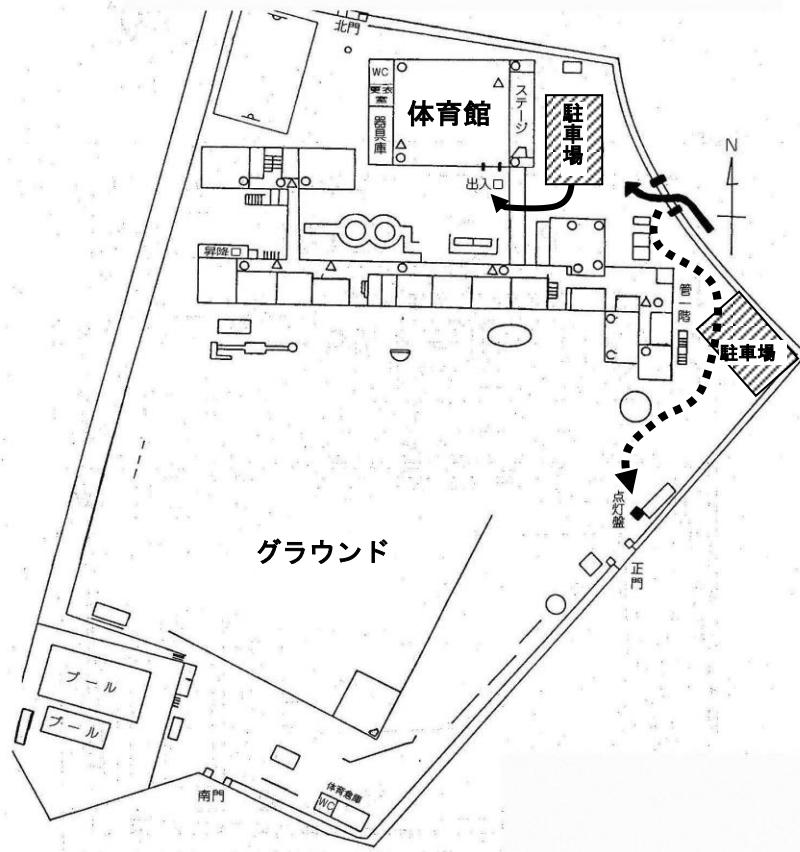 北門
WC
更衣室
器具庫
体育館
ステージ
駐車場
N
出入口
昇降口
管一階
駐車場
点灯盤
グラウンド
正門
プール
プール
南門
体育倉庫
WC